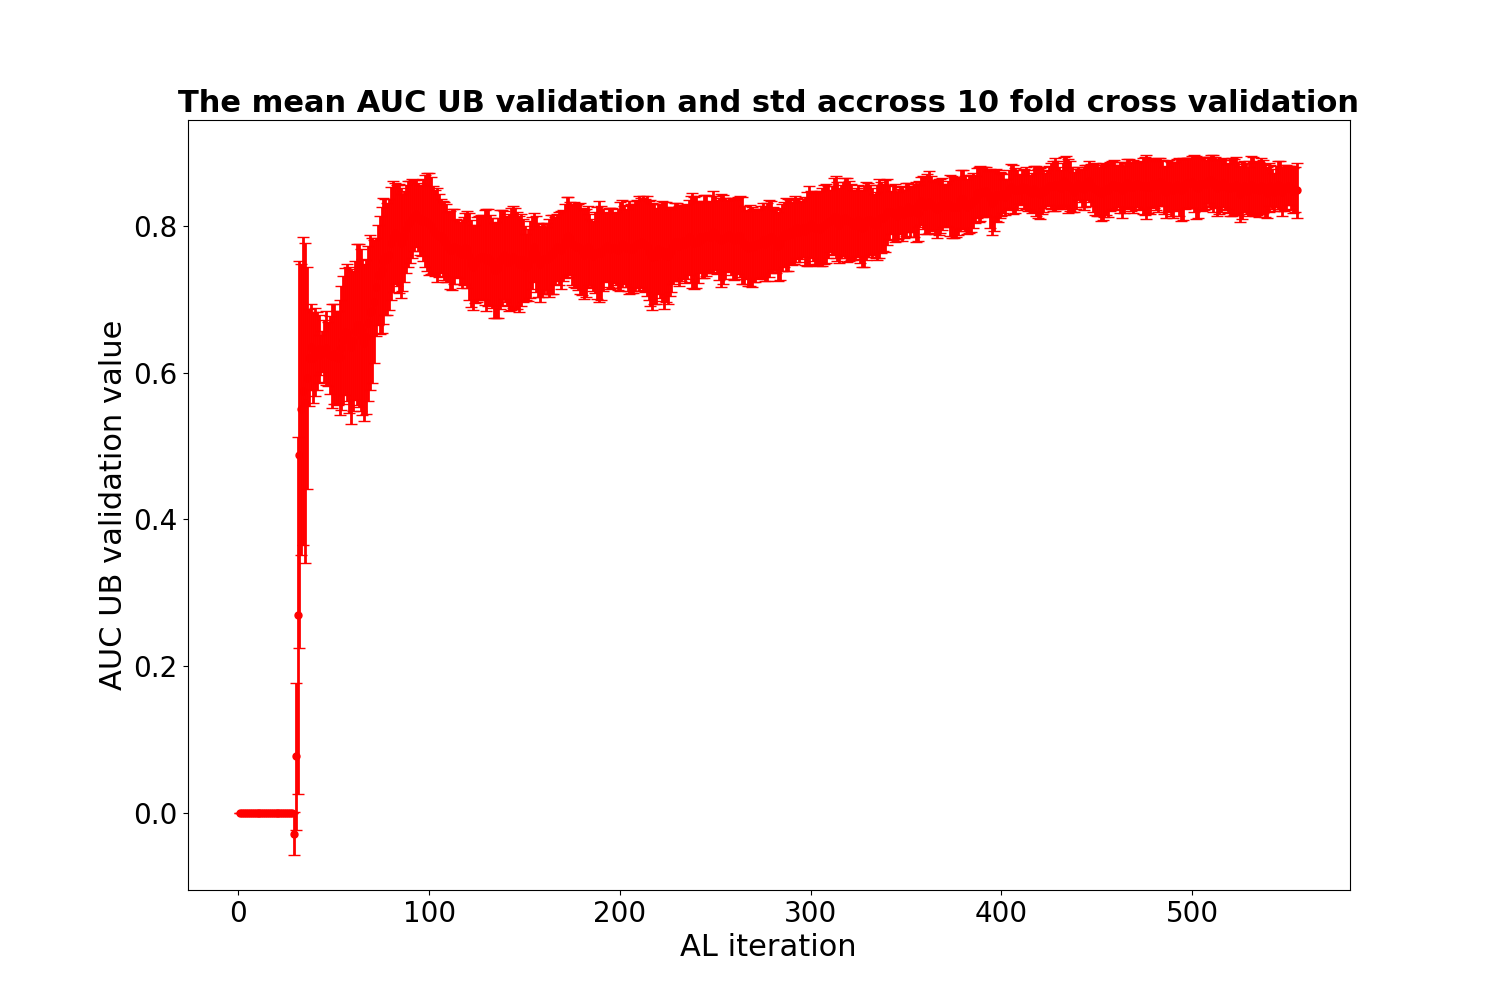 The mean AUC UB validation and std accross 10 fold cross validation
AUC UB validation value
0.8
0.6
0.4
0.2
0.0
0 100 200 300 400 500
AL iteration